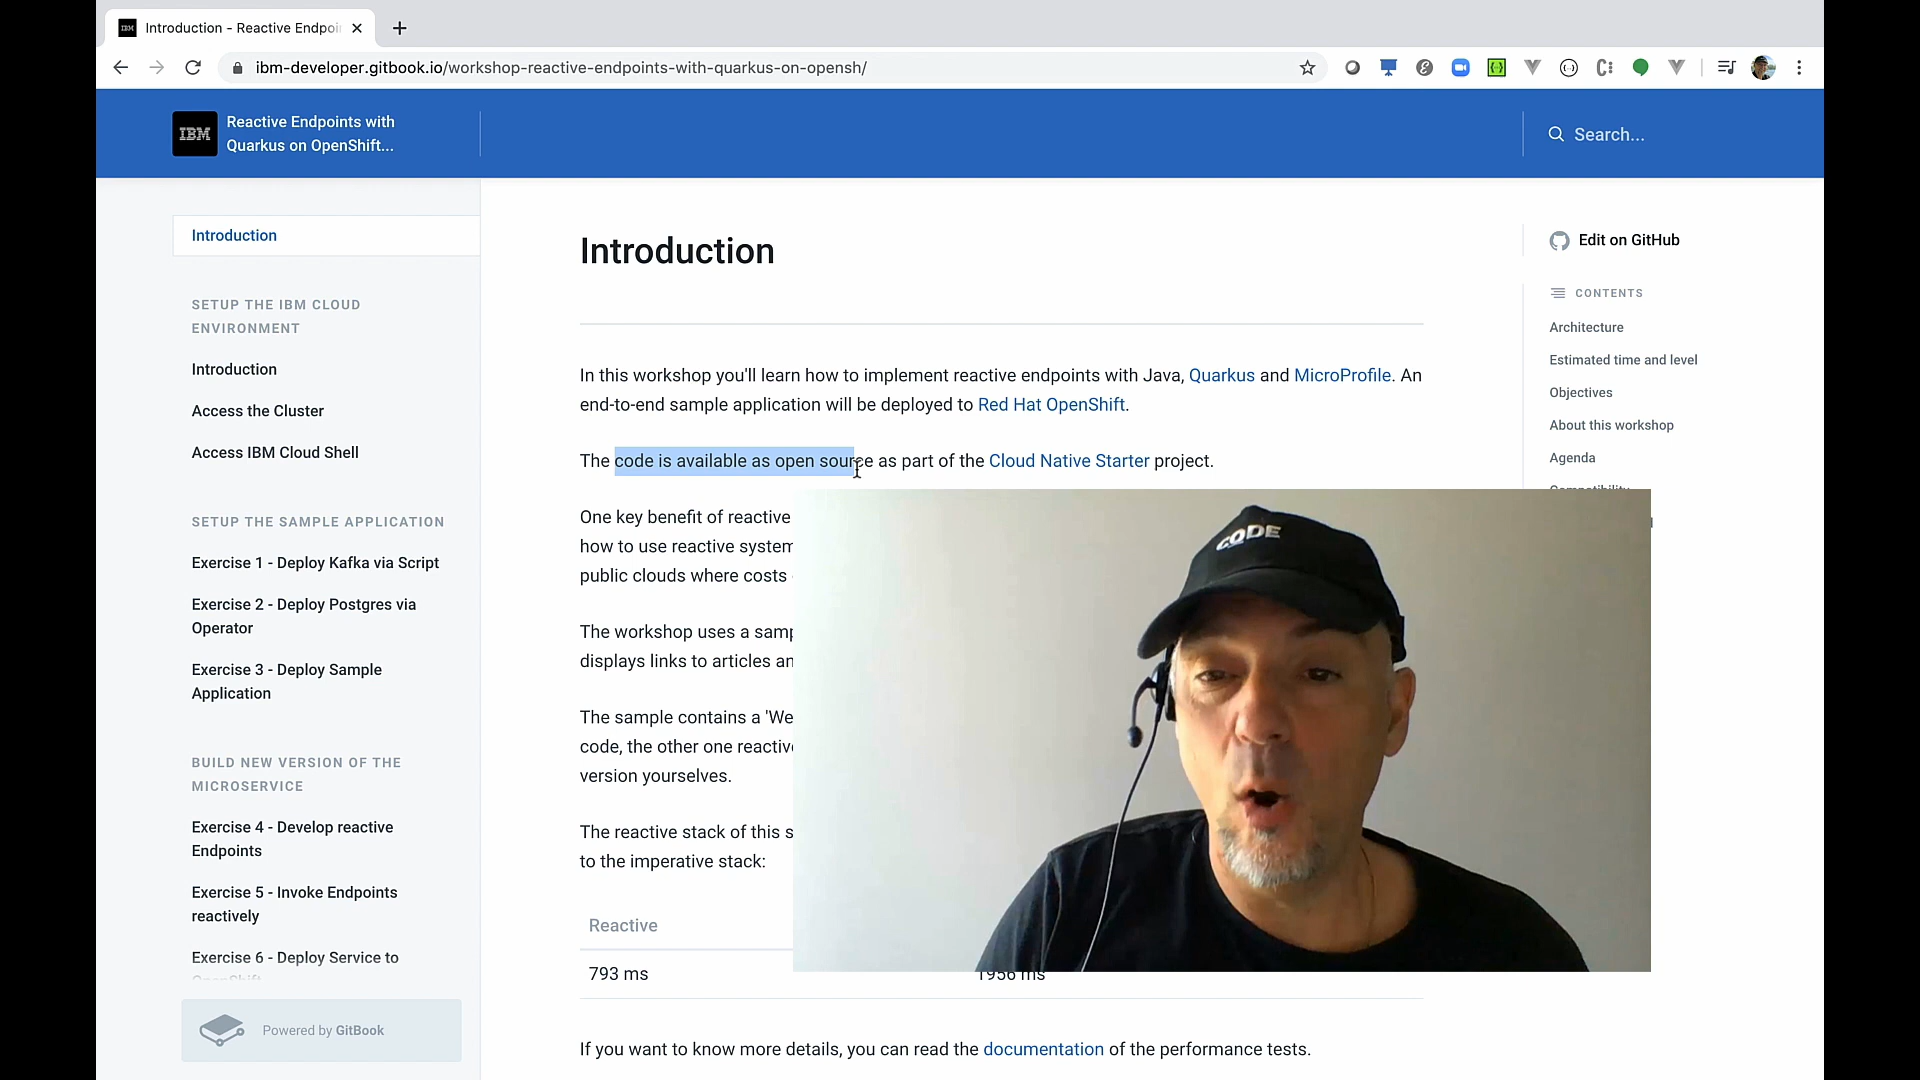 Introduction - Reactive Endpoi
ibm-developer.gitbook.io/workshop-reactive-endpoints-with-quarkus-on-opensh/
IBM
Reactive Endpoints with
Quarkus on OpenShift...
Search...
Introduction
SETUP THE IBM CLOUD
ENVIRONMENT
Introduction
Access the Cluster
Access IBM Cloud Shell
SETUP THE SAMPLE APPLICATION
Exercise 1 - Deploy Kafka via Script
Exercise 2 - Deploy Postgres via
Operator
Exercise 3 - Deploy Sample
Application
BUILD NEW VERSION OF THE
MICROSERVICE
Exercise 4 - Develop reactive
Endpoints
Exercise 5 - Invoke Endpoints
reactively
Exercise 6 - Deploy Service to
OpenShift
Powered by GitBook
Introduction
In this workshop you'll learn how to implement reactive endpoints with Java, Quarkus and MicroProfile. An
end-to-end sample application will be deployed to Red Hat OpenShift.
The code is available as open source as part of the Cloud Native Starter project.
One key benefit of reactive
how to use reactive system
public clouds where costs
The workshop uses a samp
displays links to articles an
The sample contains a 'We
code, the other one reactive
version yourselves.
The reactive stack of this s
to the imperative stack:
Reactive
793 ms
1956 ms
If you want to know more details, you can read the documentation of the performance tests.
Edit on GitHub
CONTENTS
Architecture
Estimated time and level
Objectives
About this workshop
Agenda
Compatibility
CODE